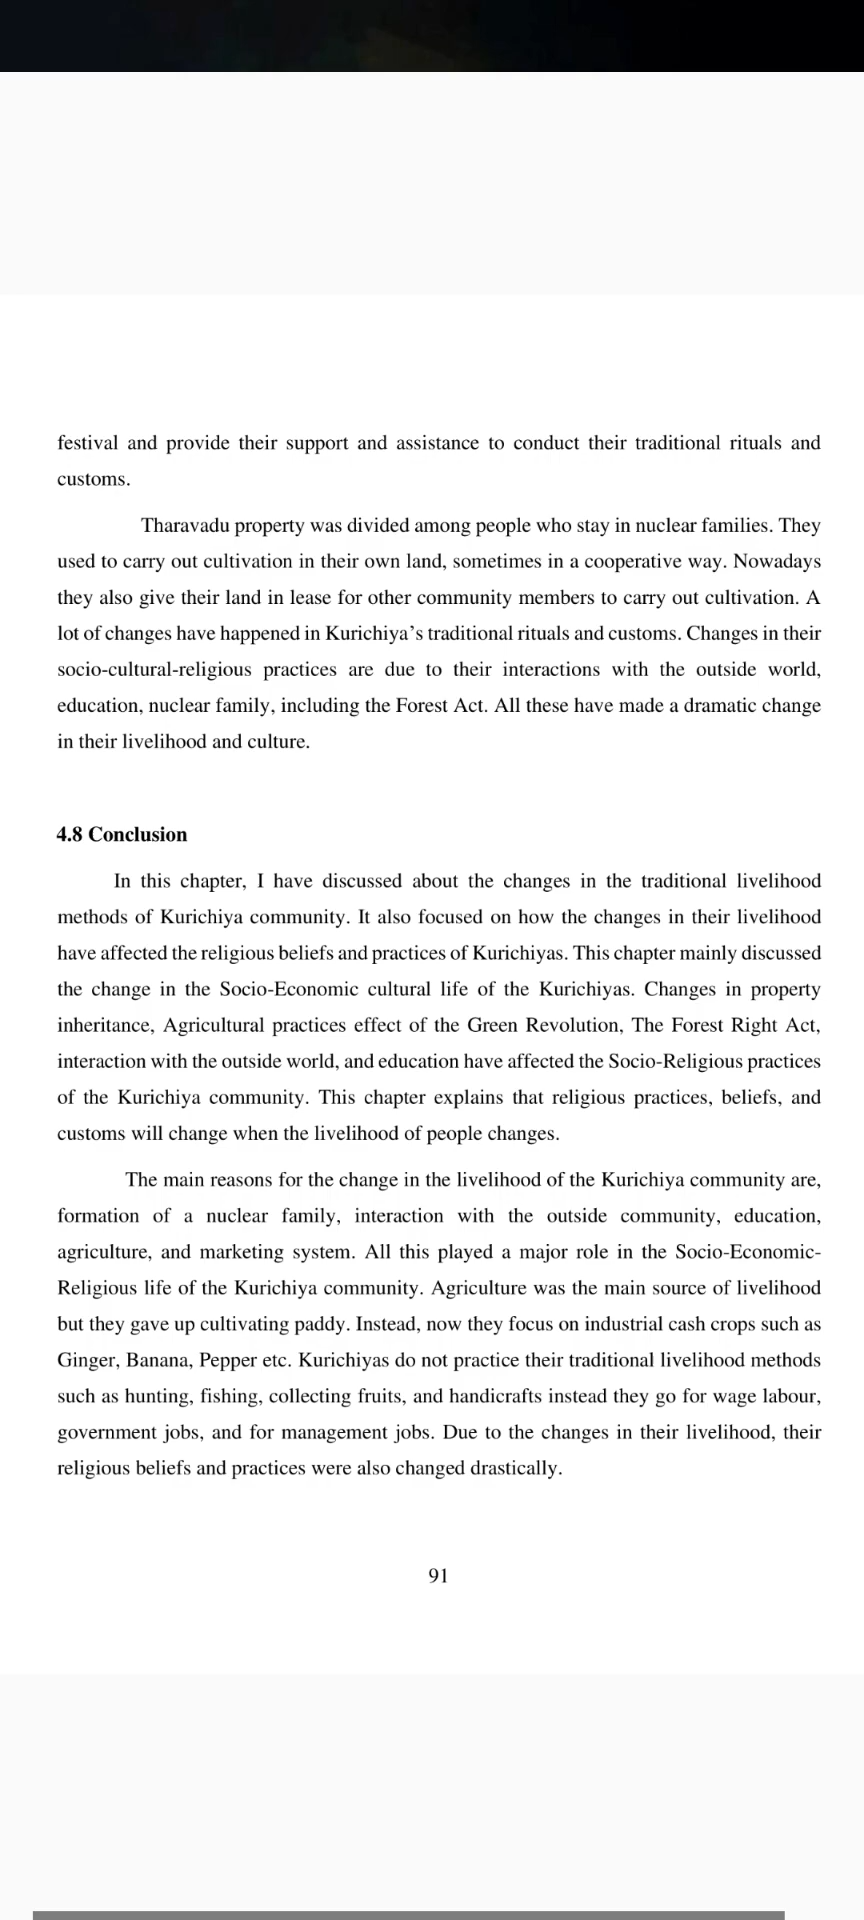 festival and provide their support and assistance to conduct their traditional rituals and
customs.
Tharavadu property was divided among people who stay in nuclear families. They
used to carry out cultivation in their own land, sometimes in a cooperative way. Nowadays
they also give their land in lease for other community members to carry out cultivation. A
lot of changes have happened in Kurichiya’s traditional rituals and customs. Changes in their
socio-cultural-religious practices are due to their interactions with the outside world,
education, nuclear family, including the Forest Act. All these have made a dramatic change
in their livelihood and culture.
4.8 Conclusion
In this chapter, I have discussed about the changes in the traditional livelihood
methods of Kurichiya community. It also focused on how the changes in their livelihood
have affected the religious beliefs and practices of Kurichiyas. This chapter mainly discussed
the change in the Socio-Economic cultural life of the Kurichiyas. Changes in property
inheritance, Agricultural practices effect of the Green Revolution, The Forest Right Act,
interaction with the outside world, and education have affected the Socio-Religious practices
of the Kurichiya community. This chapter explains that religious practices, beliefs, and
customs will change when the livelihood of people changes.
The main reasons for the change in the livelihood of the Kurichiya community are,
formation of a nuclear family, interaction with the outside community, education,
agriculture, and marketing system. All this played a major role in the Socio-Economic-
Religious life of the Kurichiya community. Agriculture was the main source of livelihood
but they gave up cultivating paddy. Instead, now they focus on industrial cash crops such as
Ginger, Banana, Pepper etc. Kurichiyas do not practice their traditional livelihood methods
such as hunting, fishing, collecting fruits, and handicrafts instead they go for wage labour,
government jobs, and for management jobs. Due to the changes in their livelihood, their
religious beliefs and practices were also changed drastically.
91